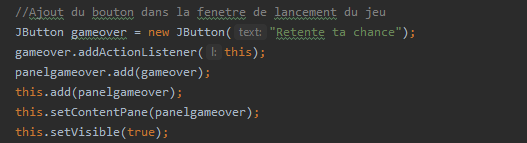 //Ajout du bouton dans la fenetre de lancement du jeu
JButton gameover = new JButton( text: "Retente ta chance");
gameover.addActionListener( l: this);
panelgameover.add(gameover);
this.add(panelgameover);
this.setContentPane(panelgameover);
this.setVisible(true);